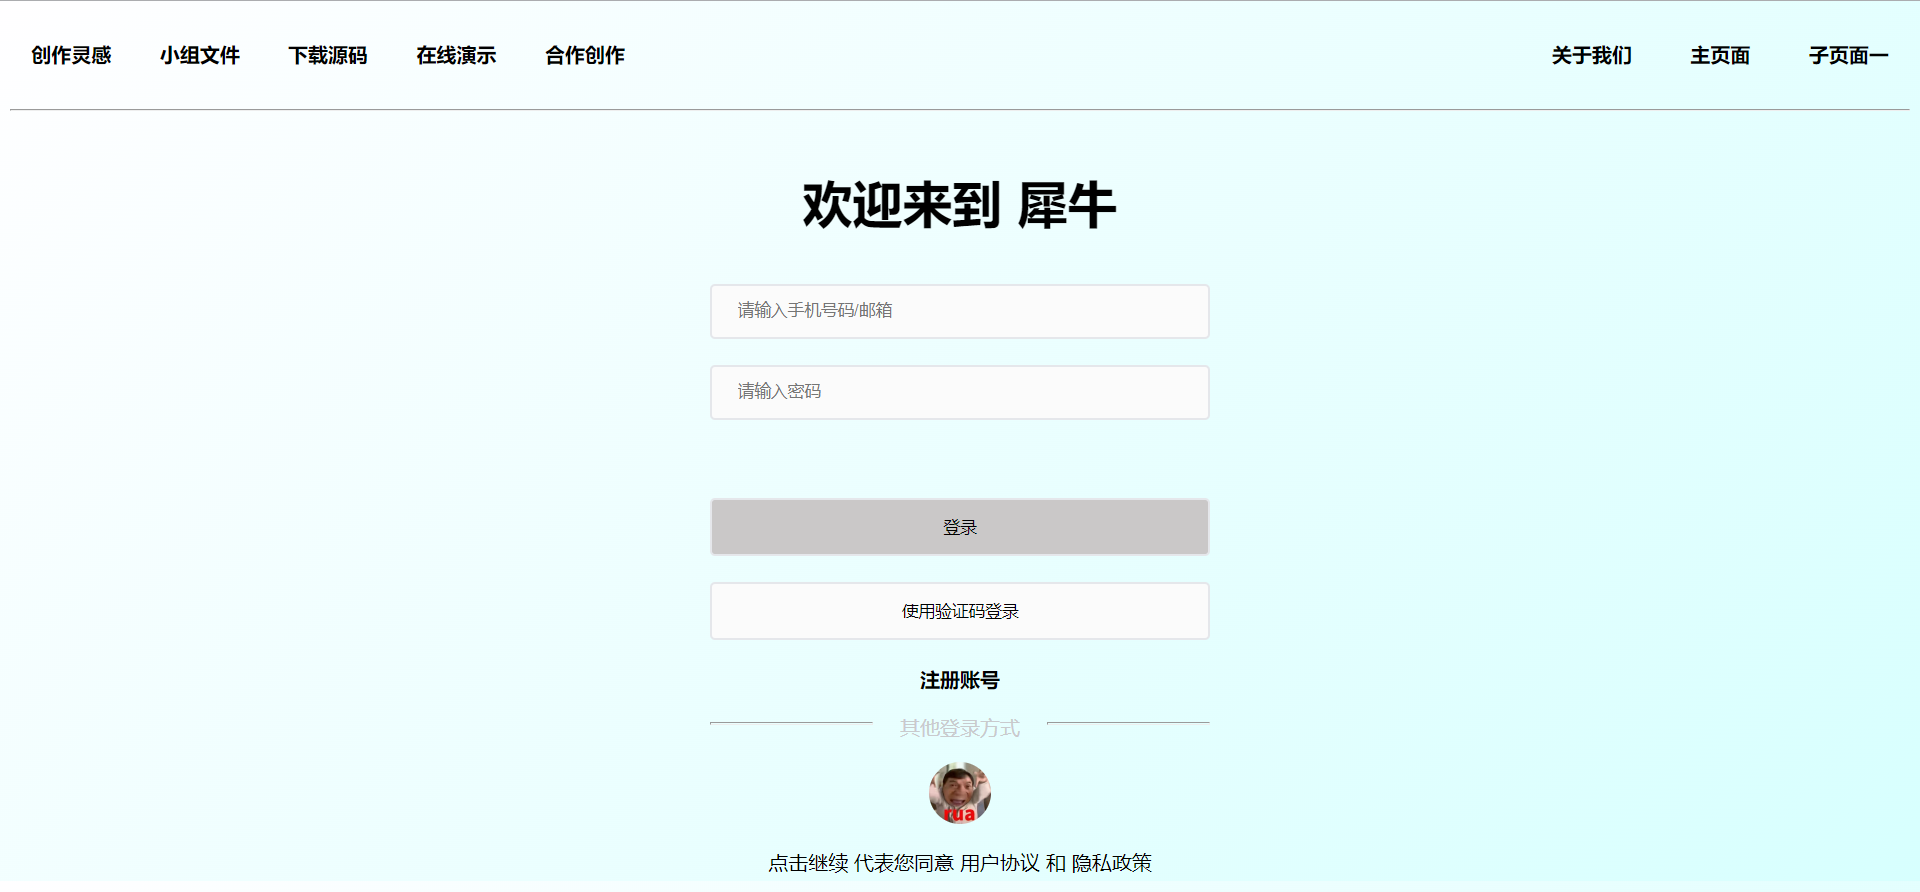 创作灵感 小组文件 下载源码 在线演示 合作创作 关于我们 主页面 子页面一
欢迎来到 犀牛
请输入手机号码/邮箱
请输入密码
登录
使用验证码登录
注册账号
其他登录方式
rua
点击继续 代表您同意 用户协议 和 隐私政策